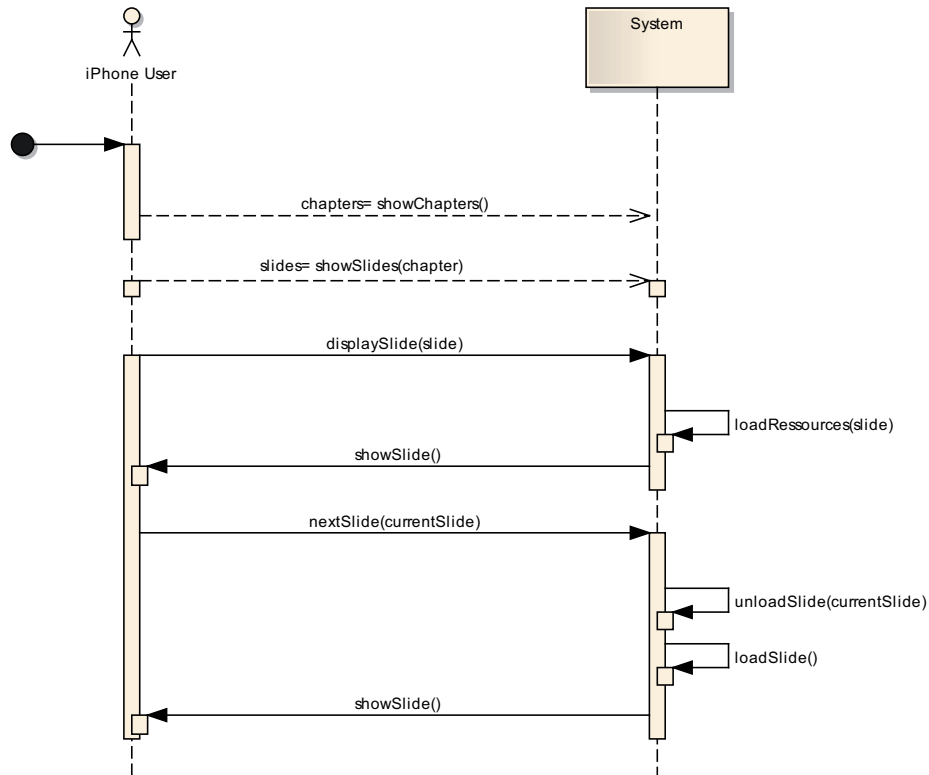 System
iPhone User
chapters= showChapters()
slides= showSlides(chapter)
displaySlide(slide)
loadRessources(slide)
showSlide()
nextSlide(currentSlide)
unloadSlide(currentSlide)
loadSlide()
showSlide()